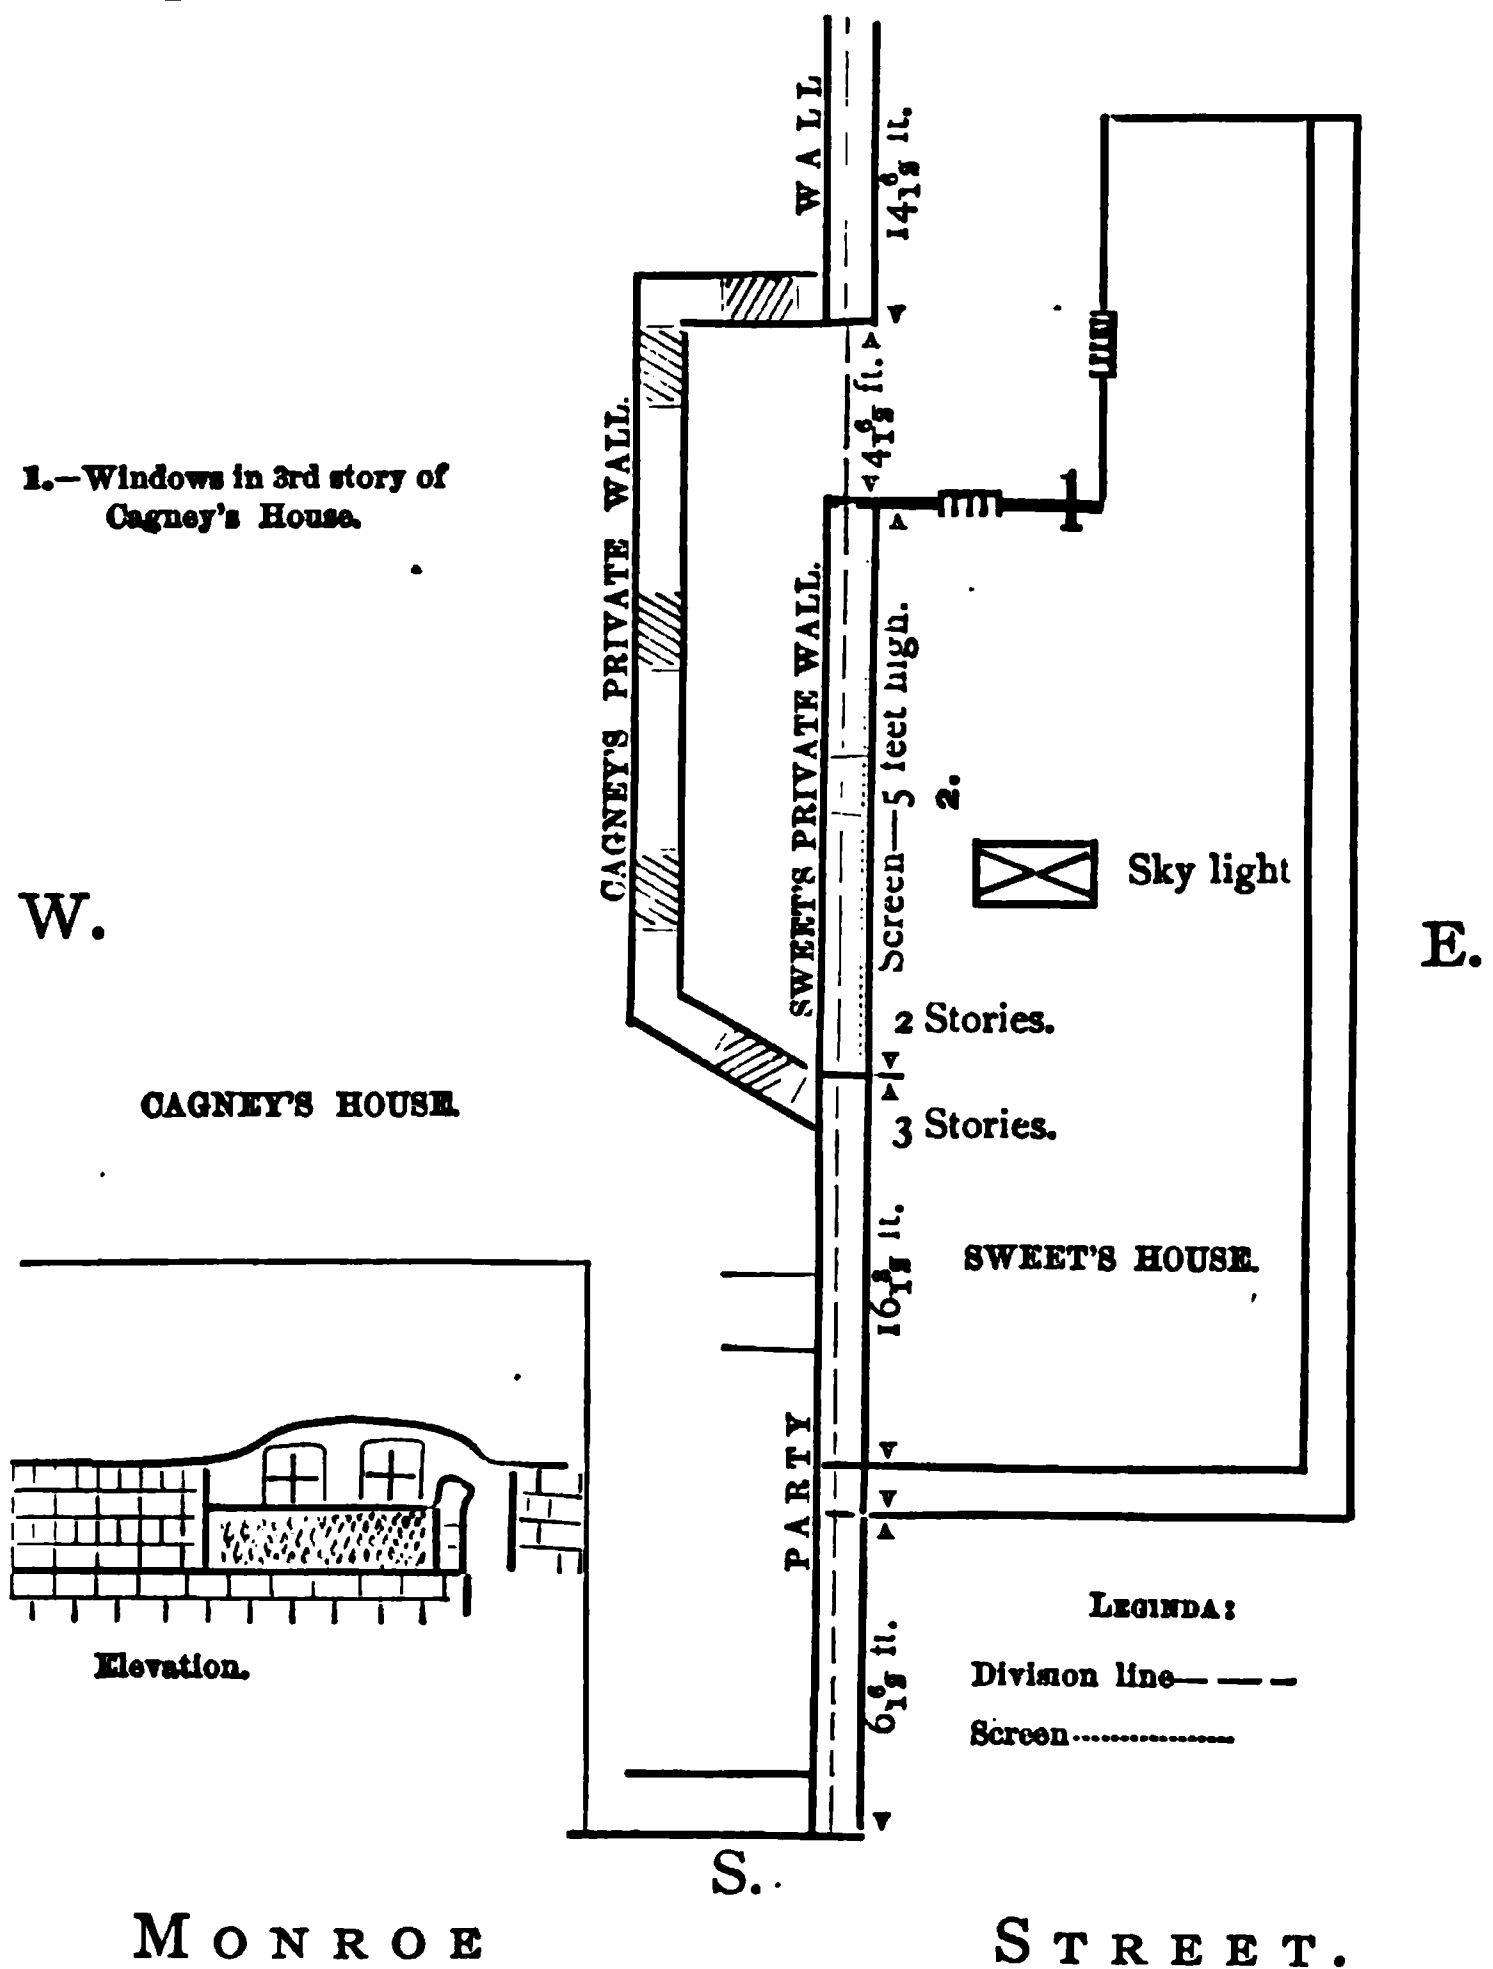 WALL
14 6/12 ft.
4 6/12 ft.
1.—Windows in 3rd story of
Cagney's House.
CAGNEY'S PRIVATE WALL.
SWEET'S PRIVATE WALL.
1
Screen—5 feet high.
2.
Sky light
W.
E.
2 Stories.
CAGNEY'S HOUSE.
3 Stories.
16 2/12 ft.
SWEET'S HOUSE.
PARTY
Elevation.
6 6/12 ft.
LEGINDA:
Division line
Screen
S.
MONROE STREET.